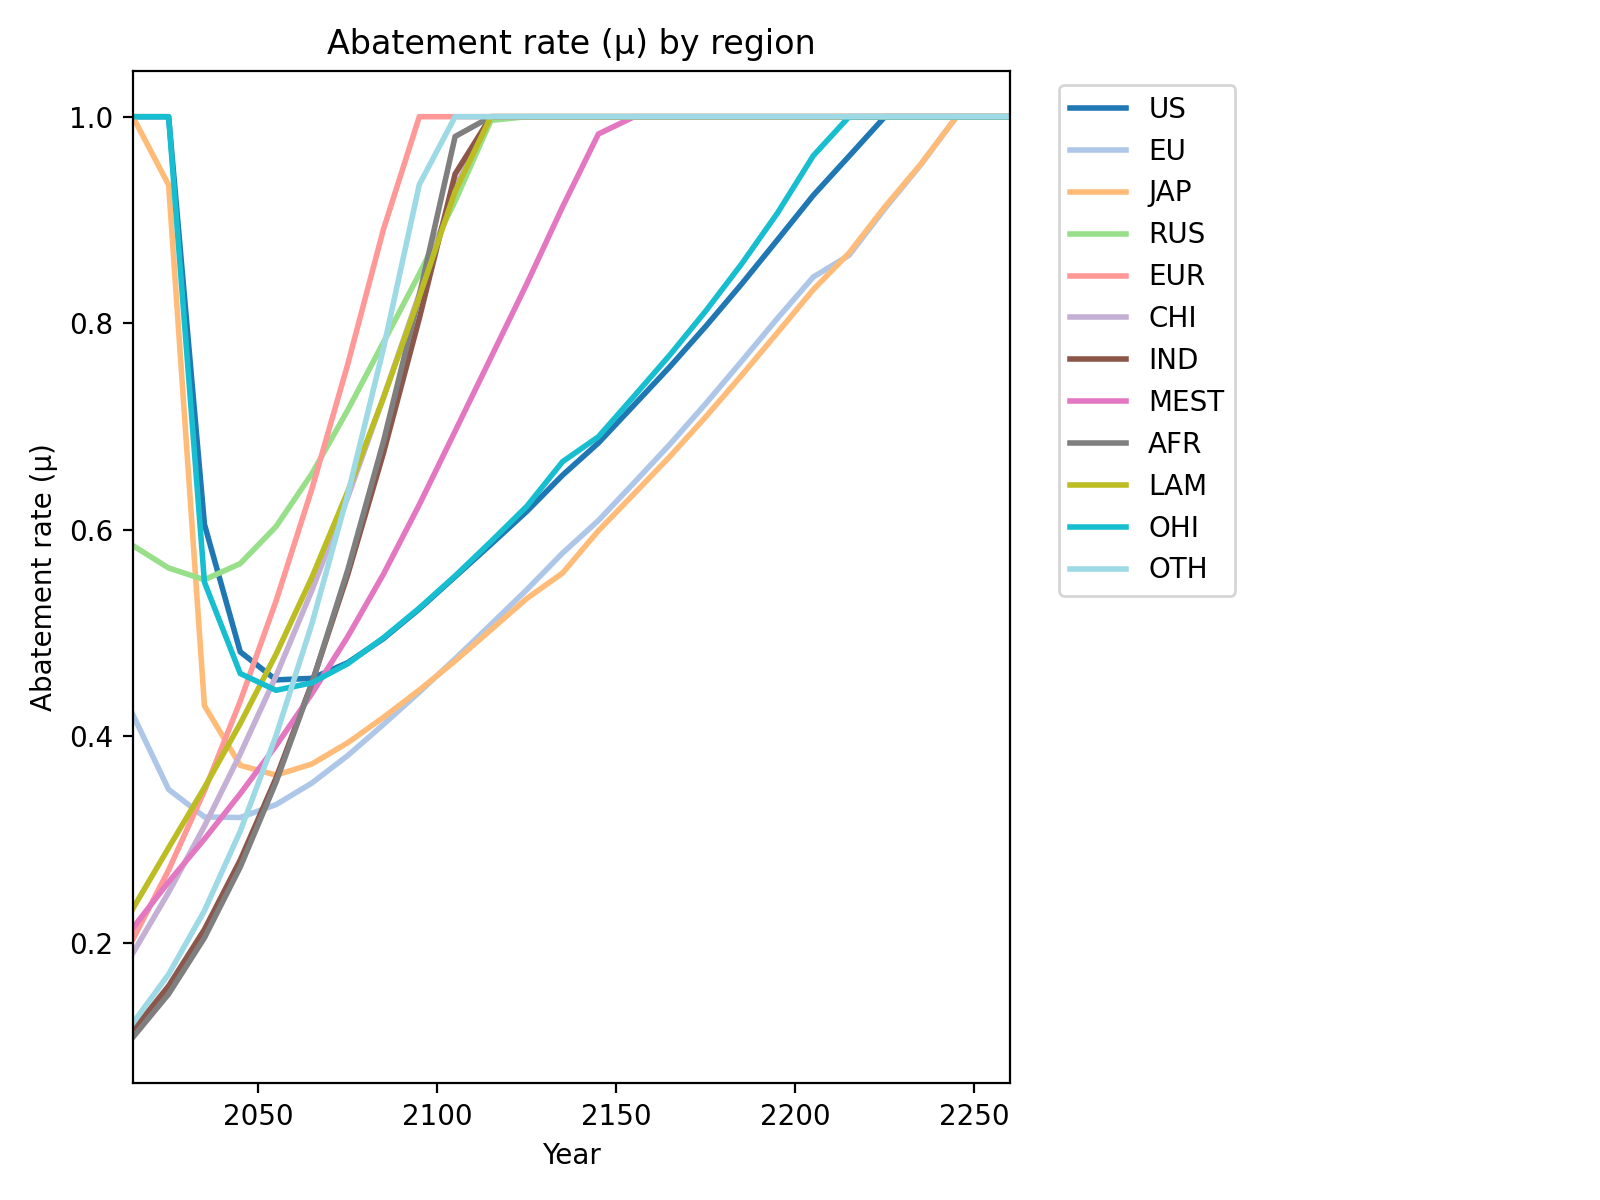 Abatement rate (μ) by region
1.0
0.8
0.6
0.4
0.2
Abatement rate (μ)
2050
2100
2150
2200
2250
Year
US
EU
JAP
RUS
EUR
CHI
IND
MEST
AFR
LAM
OHI
OTH